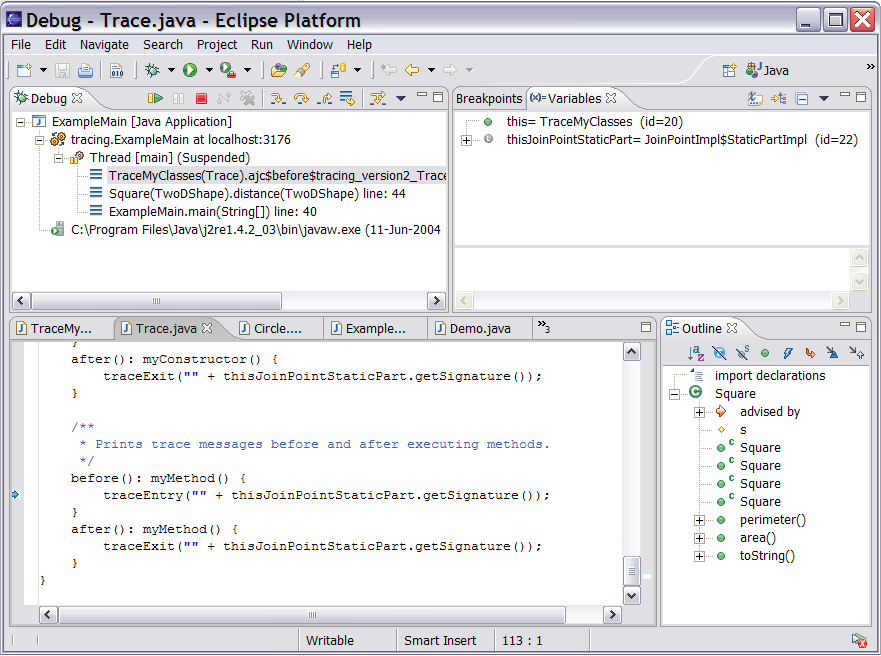 Debug - Trace.java - Eclipse Platform
File Edit Navigate Search Project Run Window Help
010
Java
»
Debug
Breakpoints
(x)= Variables
ExampleMain [Java Application]
tracing.ExampleMain at localhost:3176
Thread [main] (Suspended)
TraceMyClasses(Trace).ajc$before$tracing_version2_Trace
Square(TwoDShape).distance(TwoDShape) line: 44
ExampleMain.main(String[]) line: 40
C:\Program Files\Java\j2re1.4.2_03\bin\javaw.exe (11-Jun-2004
this= TraceMyClasses (id=20)
thisJoinPointStaticPart= JoinPointImpl$StaticPartImpl (id=22)
TraceMy...
Trace.java
Circle....
Example...
Demo.java
»3
}
after(): myConstructor() {
traceExit("" + thisJoinPointStaticPart.getSignature());
}
/**
* Prints trace messages before and after executing methods.
*/
before(): myMethod() {
traceEntry("" + thisJoinPointStaticPart.getSignature());
}
after(): myMethod() {
traceExit("" + thisJoinPointStaticPart.getSignature());
}
}
Outline
import declarations
Square
advised by
s
Square
Square
Square
Square
perimeter()
area()
toString()
Writable
Smart Insert
113 : 1